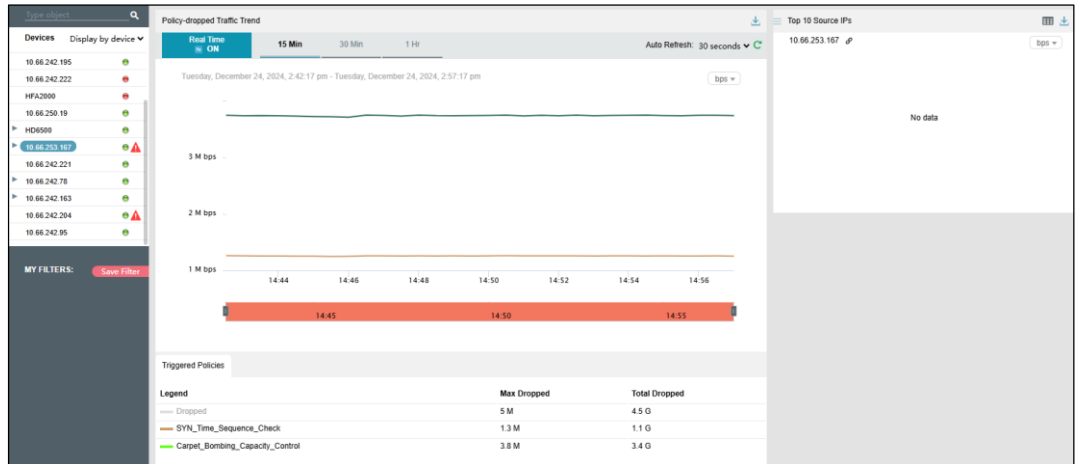 Type object
Devices Display by device
10.66.242.195
10.66.242.222
HFA2000
10.66.250.19
HD6500
10.66.253.167
10.66.242.221
10.66.242.78
10.66.242.163
10.66.242.204
10.66.242.95
MY FILTERS: Save Filter
Policy-dropped Traffic Trend
Real Time
ON
15 Min 30 Min 1 Hr Auto Refresh: 30 seconds
Tuesday, December 24, 2024, 2:42:17 pm - Tuesday, December 24, 2024, 2:57:17 pm
bps
3 M bps
2 M bps
1 M bps
14:44 14:46 14:48 14:50 14:52 14:54 14:56
14:45 14:50 14:55
Triggered Policies
Legend Max Dropped Total Dropped
Dropped 5 M 4.5 G
SYN_Time_Sequence_Check 1.3 M 1.1 G
Carpet_Bombing_Capacity_Control 3.8 M 3.4 G
Top 10 Source IPs
10.66.253.167 bps
No data